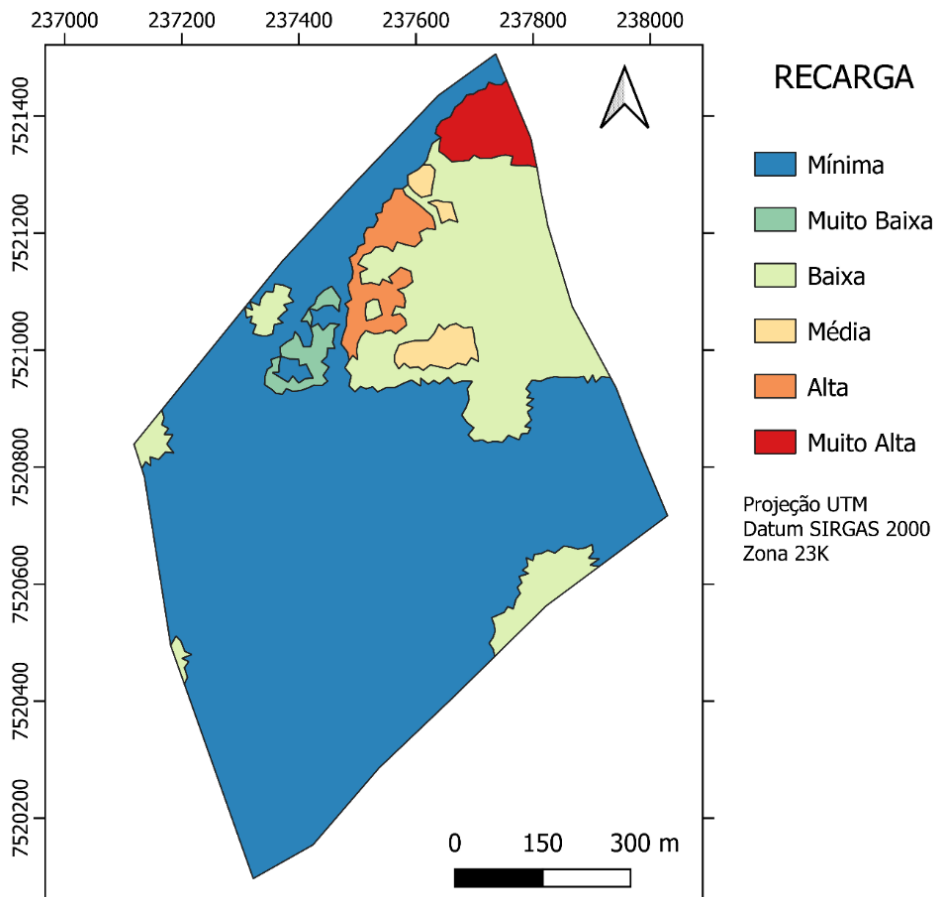 237000 237200 237400 237600 237800 238000
7521400
7521200
7521000
7520800
7520600
7520400
7520200
RECARGA
Mínima
Muito Baixa
Baixa
Média
Alta
Muito Alta
Projeção UTM
Datum SIRGAS 2000
Zona 23K
0 150 300 m